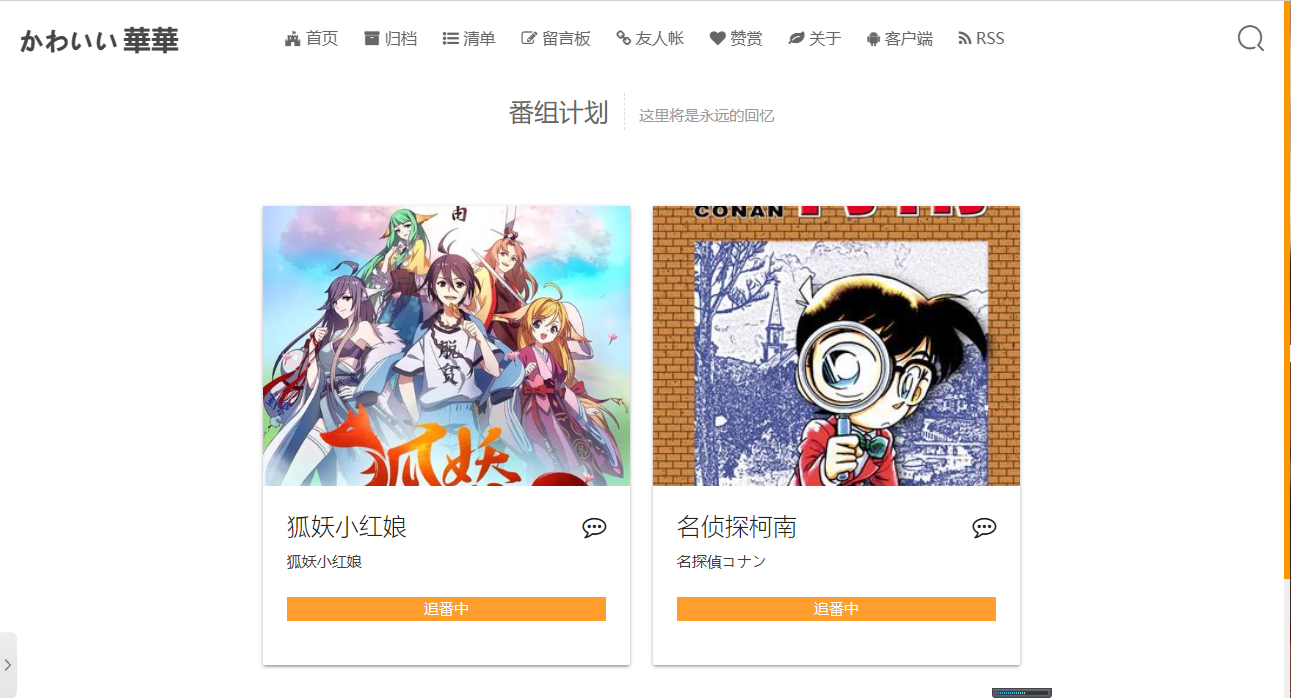 かわいい 華華
首页 归档 清单 留言板 友人帐 赞赏 关于 客户端 RSS
番组计划 这里将是永远的回忆
脱贫
狐妖
CONAN
狐妖小红娘
狐妖小红娘
追番中
名侦探柯南
名探偵コナン
追番中